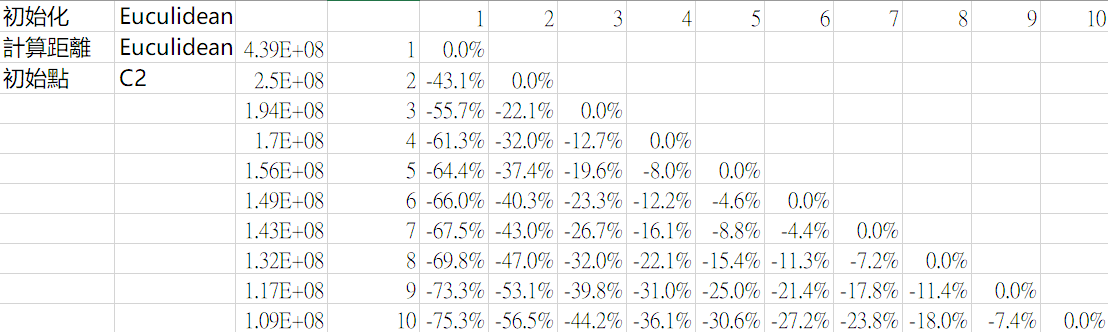 初始化 Euculidean 1 2 3 4 5 6 7 8 9 10
計算距離 Euculidean 4.39E+08 1 0.0%
初始點 C2 2.5E+08 2 -43.1% 0.0%
1.94E+08 3 -55.7% -22.1% 0.0%
1.7E+08 4 -61.3% -32.0% -12.7% 0.0%
1.56E+08 5 -64.4% -37.4% -19.6% -8.0% 0.0%
1.49E+08 6 -66.0% -40.3% -23.3% -12.2% -4.6% 0.0%
1.43E+08 7 -67.5% -43.0% -26.7% -16.1% -8.8% -4.4% 0.0%
1.32E+08 8 -69.8% -47.0% -32.0% -22.1% -15.4% -11.3% -7.2% 0.0%
1.17E+08 9 -73.3% -53.1% -39.8% -31.0% -25.0% -21.4% -17.8% -11.4% 0.0%
1.09E+08 10 -75.3% -56.5% -44.2% -36.1% -30.6% -27.2% -23.8% -18.0% -7.4% 0.0%